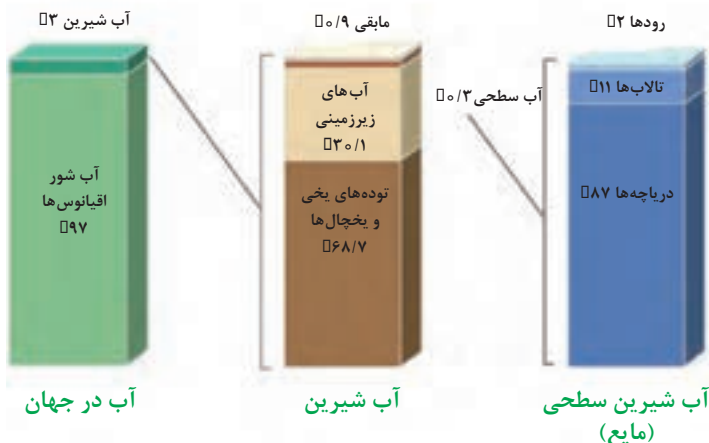 رودها ۲
تالاب‌ها ۱۱
دریاچه‌ها ۸۷
آب شیرین سطحی
(مایع)
آب سطحی ۰/۳
مابقی ۰/۹
آب‌های
زیرزمینی
۳۰/۱
توده‌های یخی
و یخچال‌ها
۶۸/۷
آب شیرین
آب شیرین ۳
آب شور
اقیانوس‌ها
۹۷
آب در جهان